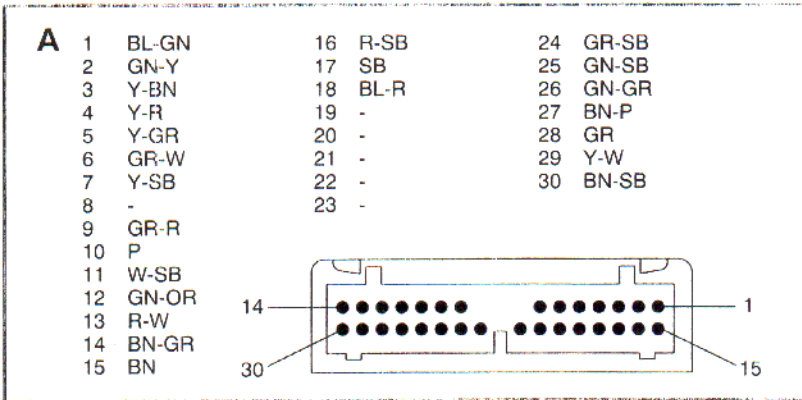 A
1 BL-GN
2 GN-Y
3 Y-BN
4 Y-R
5 Y-GR
6 GR-W
7 Y-SB
8 -
9 GR-R
10 P
11 W-SB
12 GN-OR
13 R-W
14 BN-GR
15 BN
16 R-SB
17 SB
18 BL-R
19 -
20 -
21 -
22 -
23 -
24 GR-SB
25 GN-SB
26 GN-GR
27 BN-P
28 GR
29 Y-W
30 BN-SB
14 1
30 15